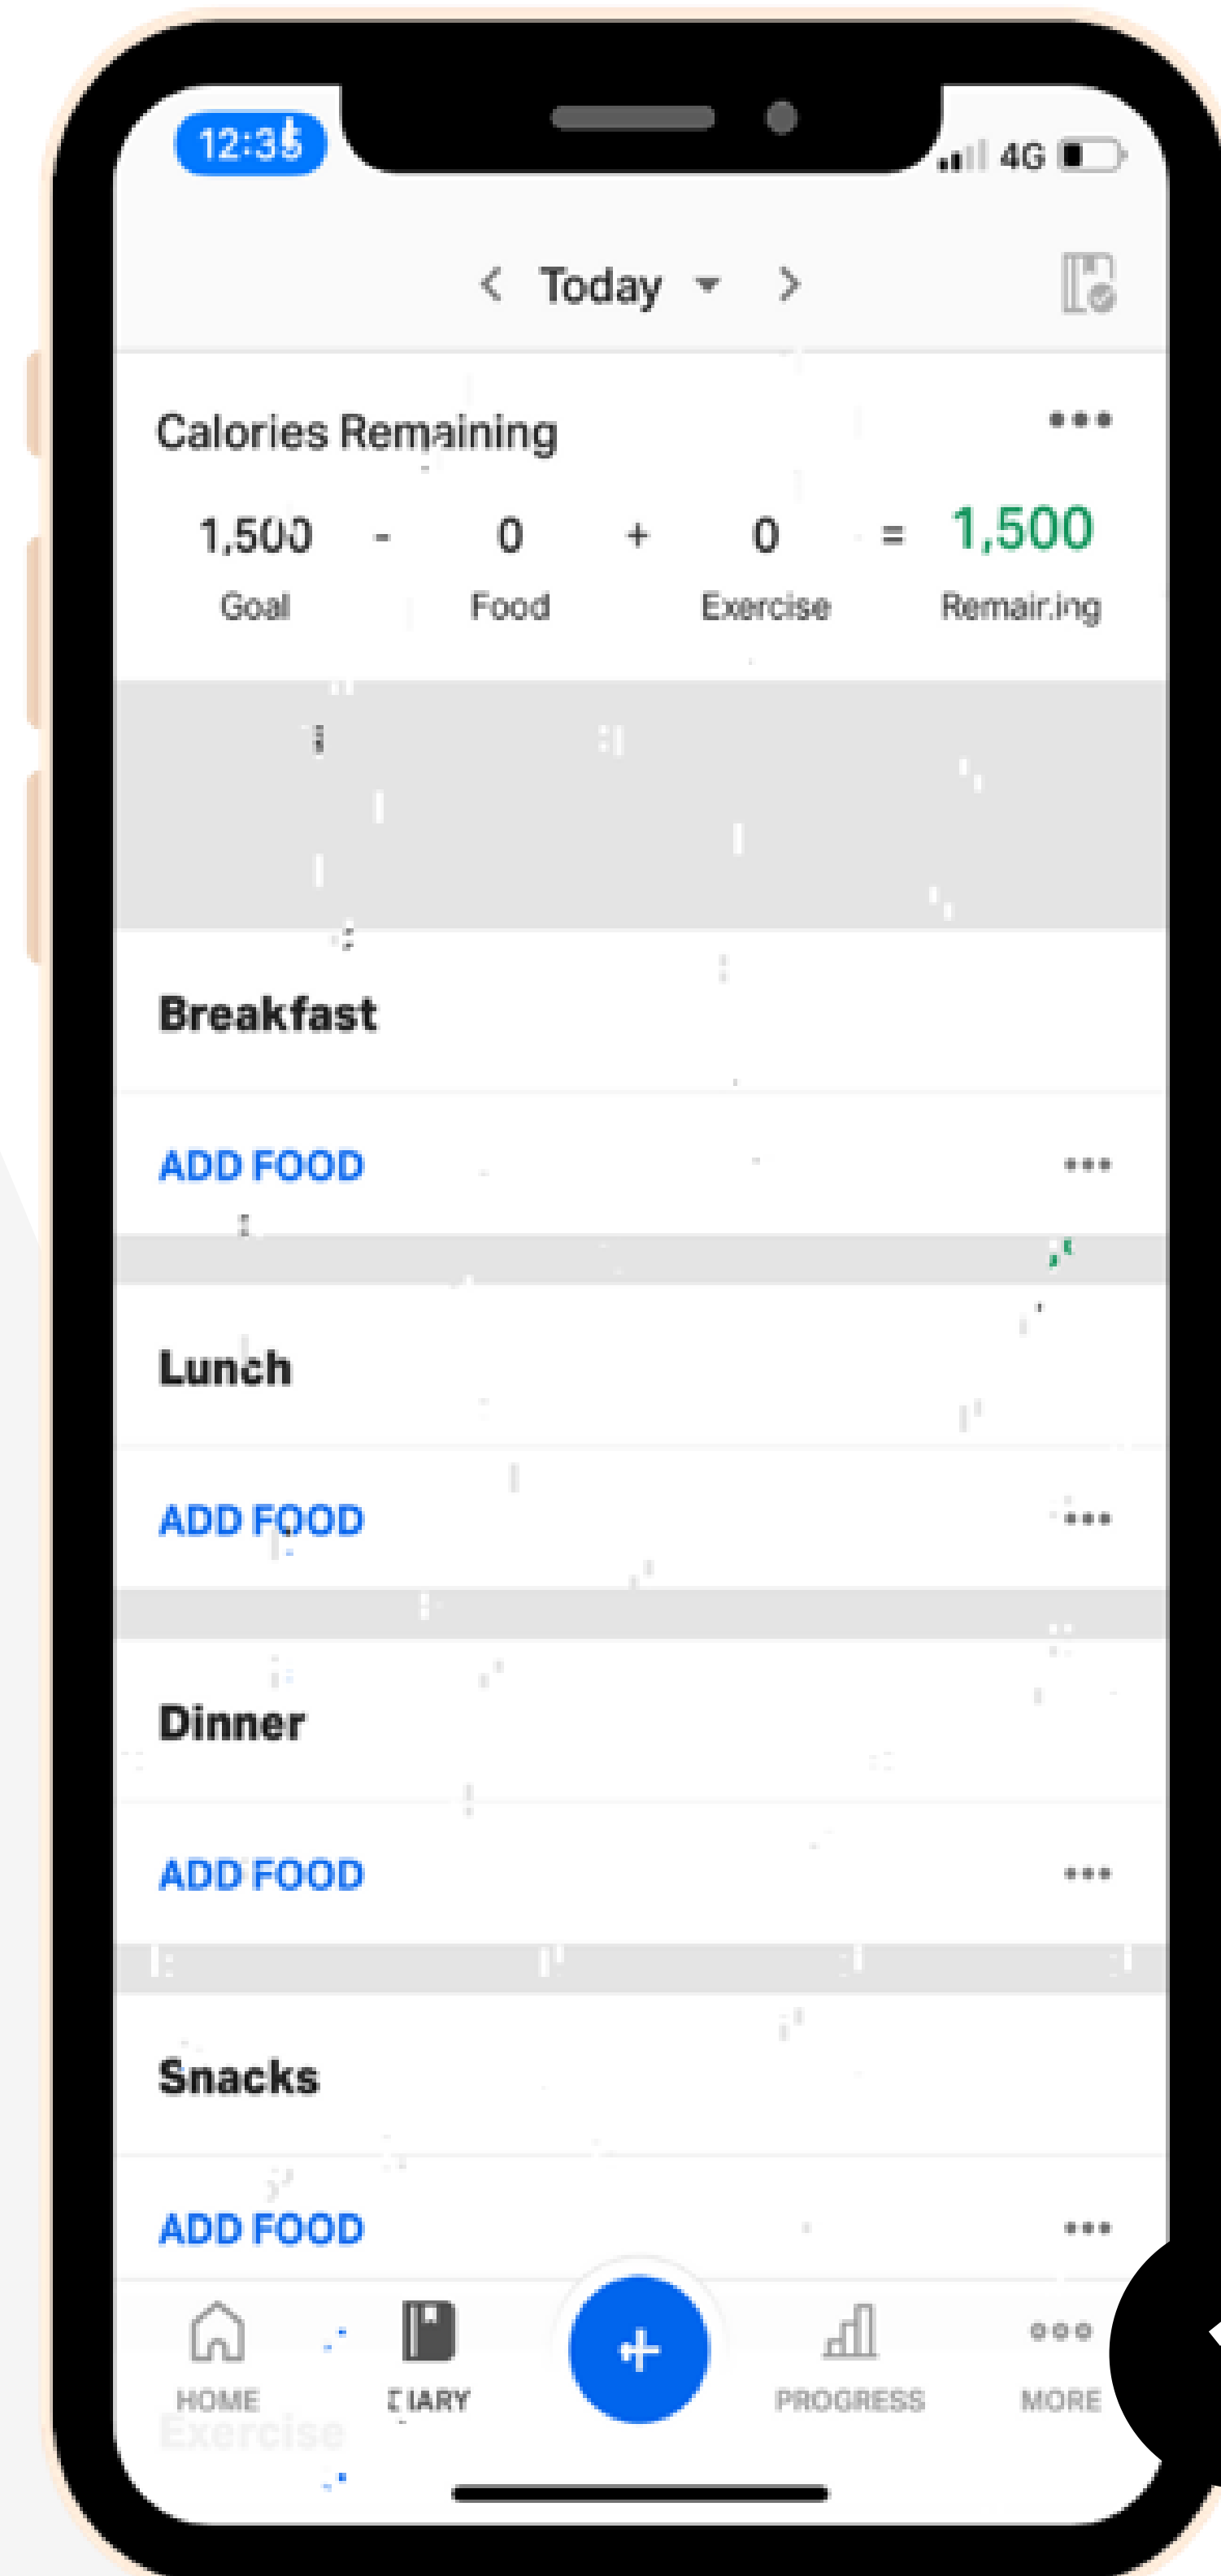 12:35
4G
Today
Calories Remaining
1,500 - 0 + 0 = 1,500
Goal Food Exercise Remaining
Breakfast
ADD FOOD
Lunch
ADD FOOD
Dinner
ADD FOOD
Snacks
ADD FOOD
HOME DIARY PROGRESS MORE
Exercise